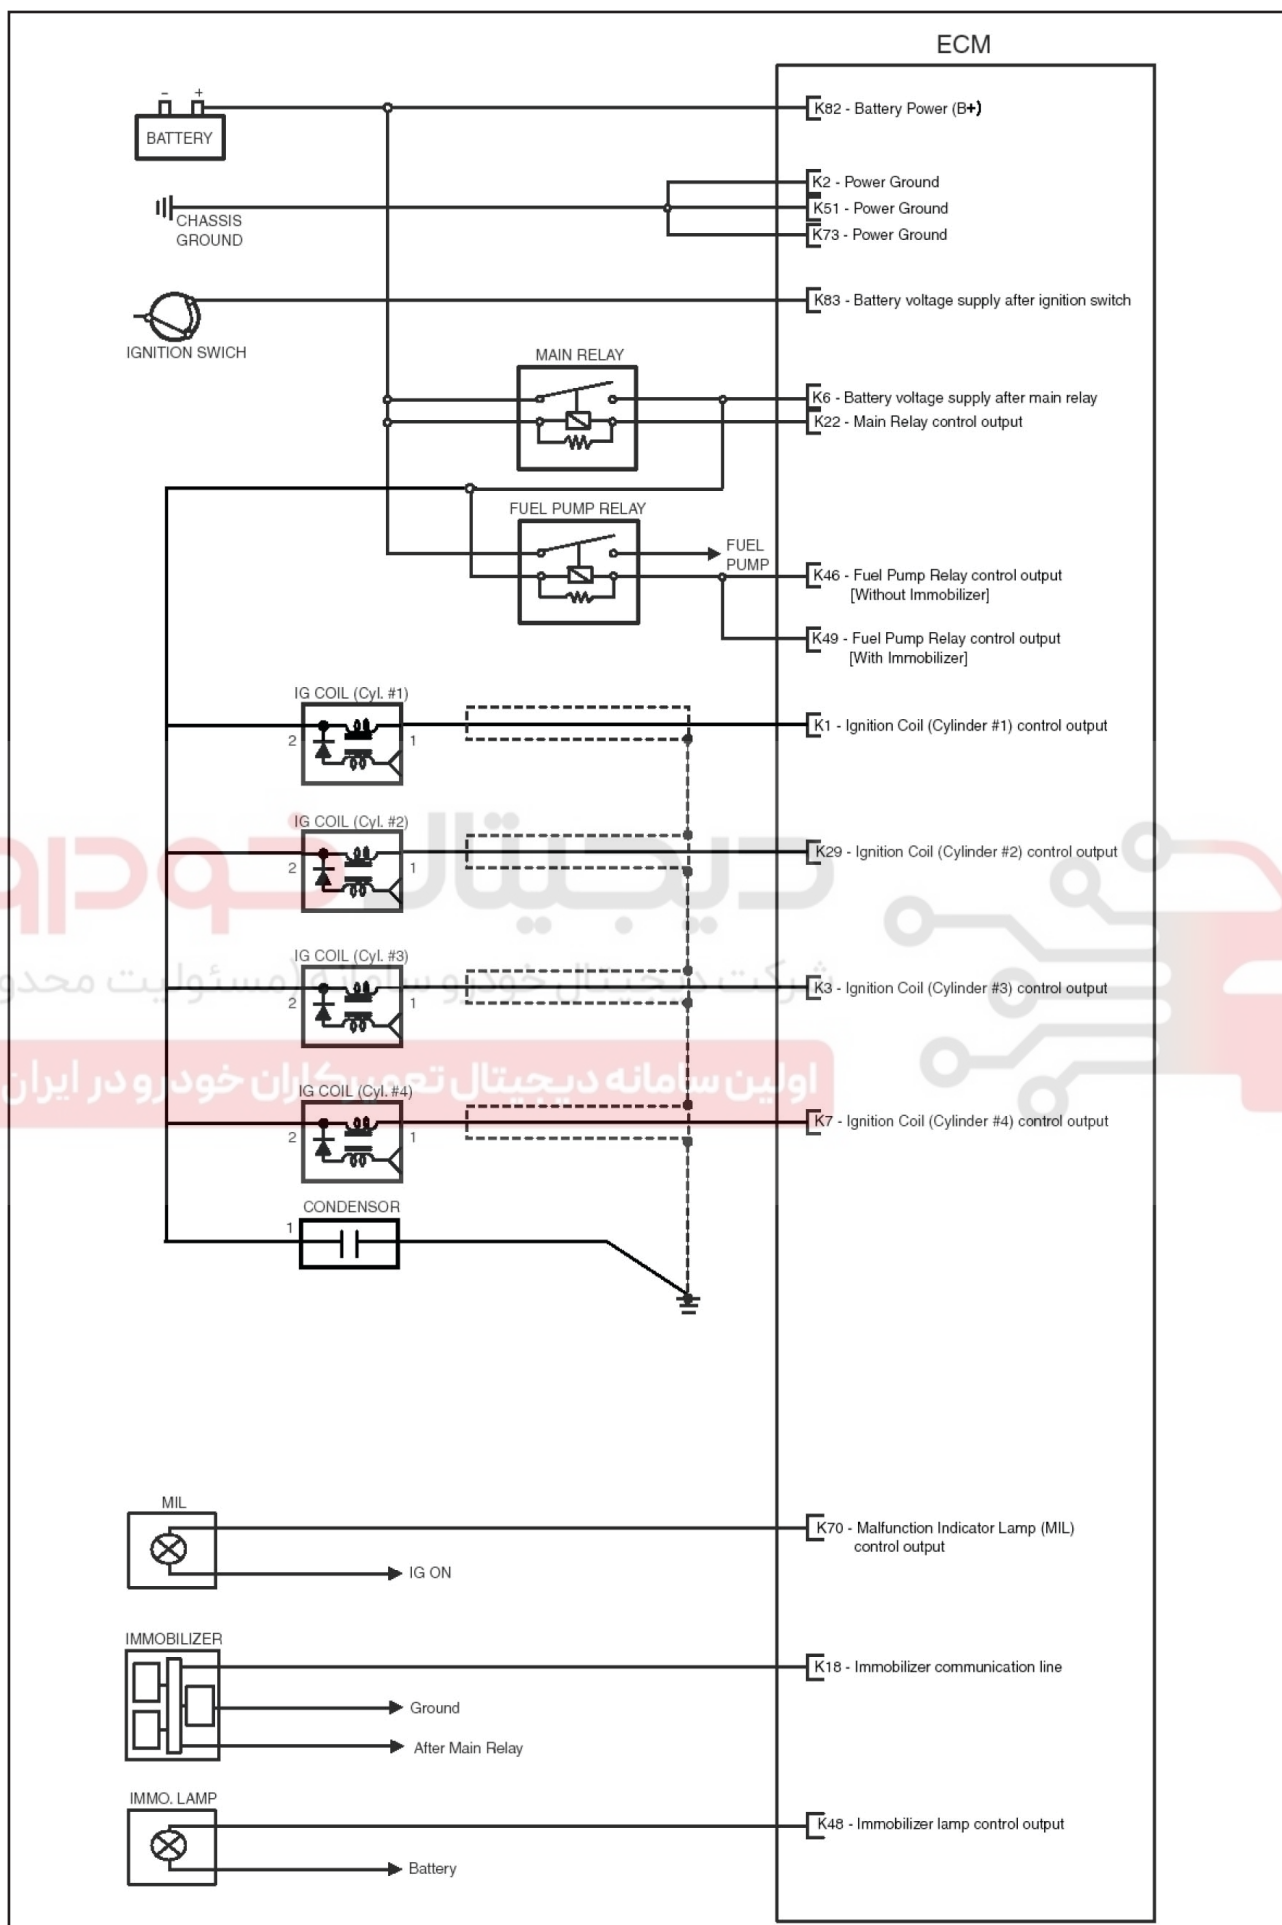 ECM
- +
BATTERY
K82 - Battery Power (B+)
K2 - Power Ground
CHASSIS
GROUND
K51 - Power Ground
K73 - Power Ground
IGNITION SWICH
K83 - Battery voltage supply after ignition switch
MAIN RELAY
K6 - Battery voltage supply after main relay
K22 - Main Relay control output
FUEL PUMP RELAY
FUEL
PUMP
K46 - Fuel Pump Relay control output
[Without Immobilizer]
K49 - Fuel Pump Relay control output
[With Immobilizer]
IG COIL (Cyl. #1)
2
1
K1 - Ignition Coil (Cylinder #1) control output
IG COIL (Cyl. #2)
2
1
K29 - Ignition Coil (Cylinder #2) control output
دیجیتال خودرو
IG COIL (Cyl. #3)
2
1
K3 - Ignition Coil (Cylinder #3) control output
شرکت دیجیتال خودرو سامانه (مسئولیت
اولین سامانه دیجیتال تعمیرکاران خودرو در ایران
IG COIL (Cyl. #4)
2
1
K7 - Ignition Coil (Cylinder #4) control output
CONDENSOR
1
MIL
K70 - Malfunction Indicator Lamp (MIL)
control output
IG ON
IMMOBILIZER
K18 - Immobilizer communication line
Ground
After Main Relay
IMMO. LAMP
K48 - Immobilizer lamp control output
Battery